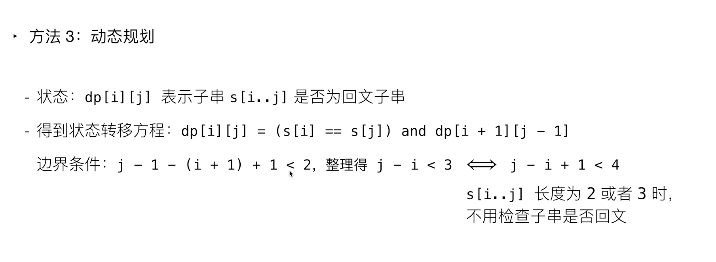 ‣ 方法 3：动态规划
- 状态：dp[i][j] 表示子串 s[i..j] 是否为回文子串
- 得到状态转移方程：dp[i][j] = (s[i] == s[j]) and dp[i + 1][j - 1]
边界条件：j - 1 - (i + 1) + 1 < 2，整理得 j - i < 3 ⟺ j - i + 1 < 4
s[i..j] 长度为 2 或者 3 时，
不用检查子串是否回文